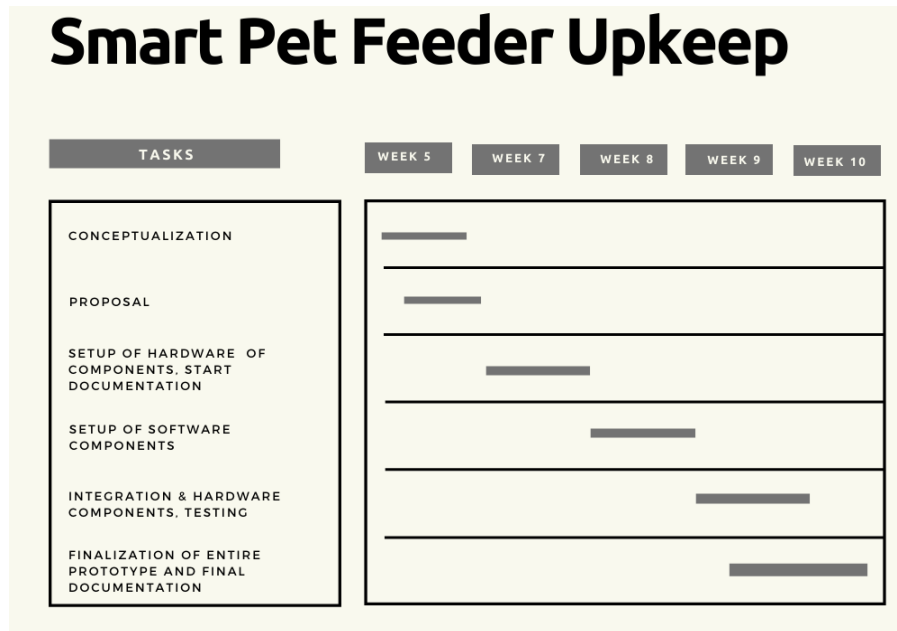 Smart Pet Feeder Upkeep
TASKS
WEEK 5
WEEK 7
WEEK 8
WEEK 9
WEEK 10
CONCEPTUALIZATION
PROPOSAL
SETUP OF HARDWARE OF
COMPONENTS, START
DOCUMENTATION
SETUP OF SOFTWARE
COMPONENTS
INTEGRATION & HARDWARE
COMPONENTS, TESTING
FINALIZATION OF ENTIRE
PROTOTYPE AND FINAL
DOCUMENTATION